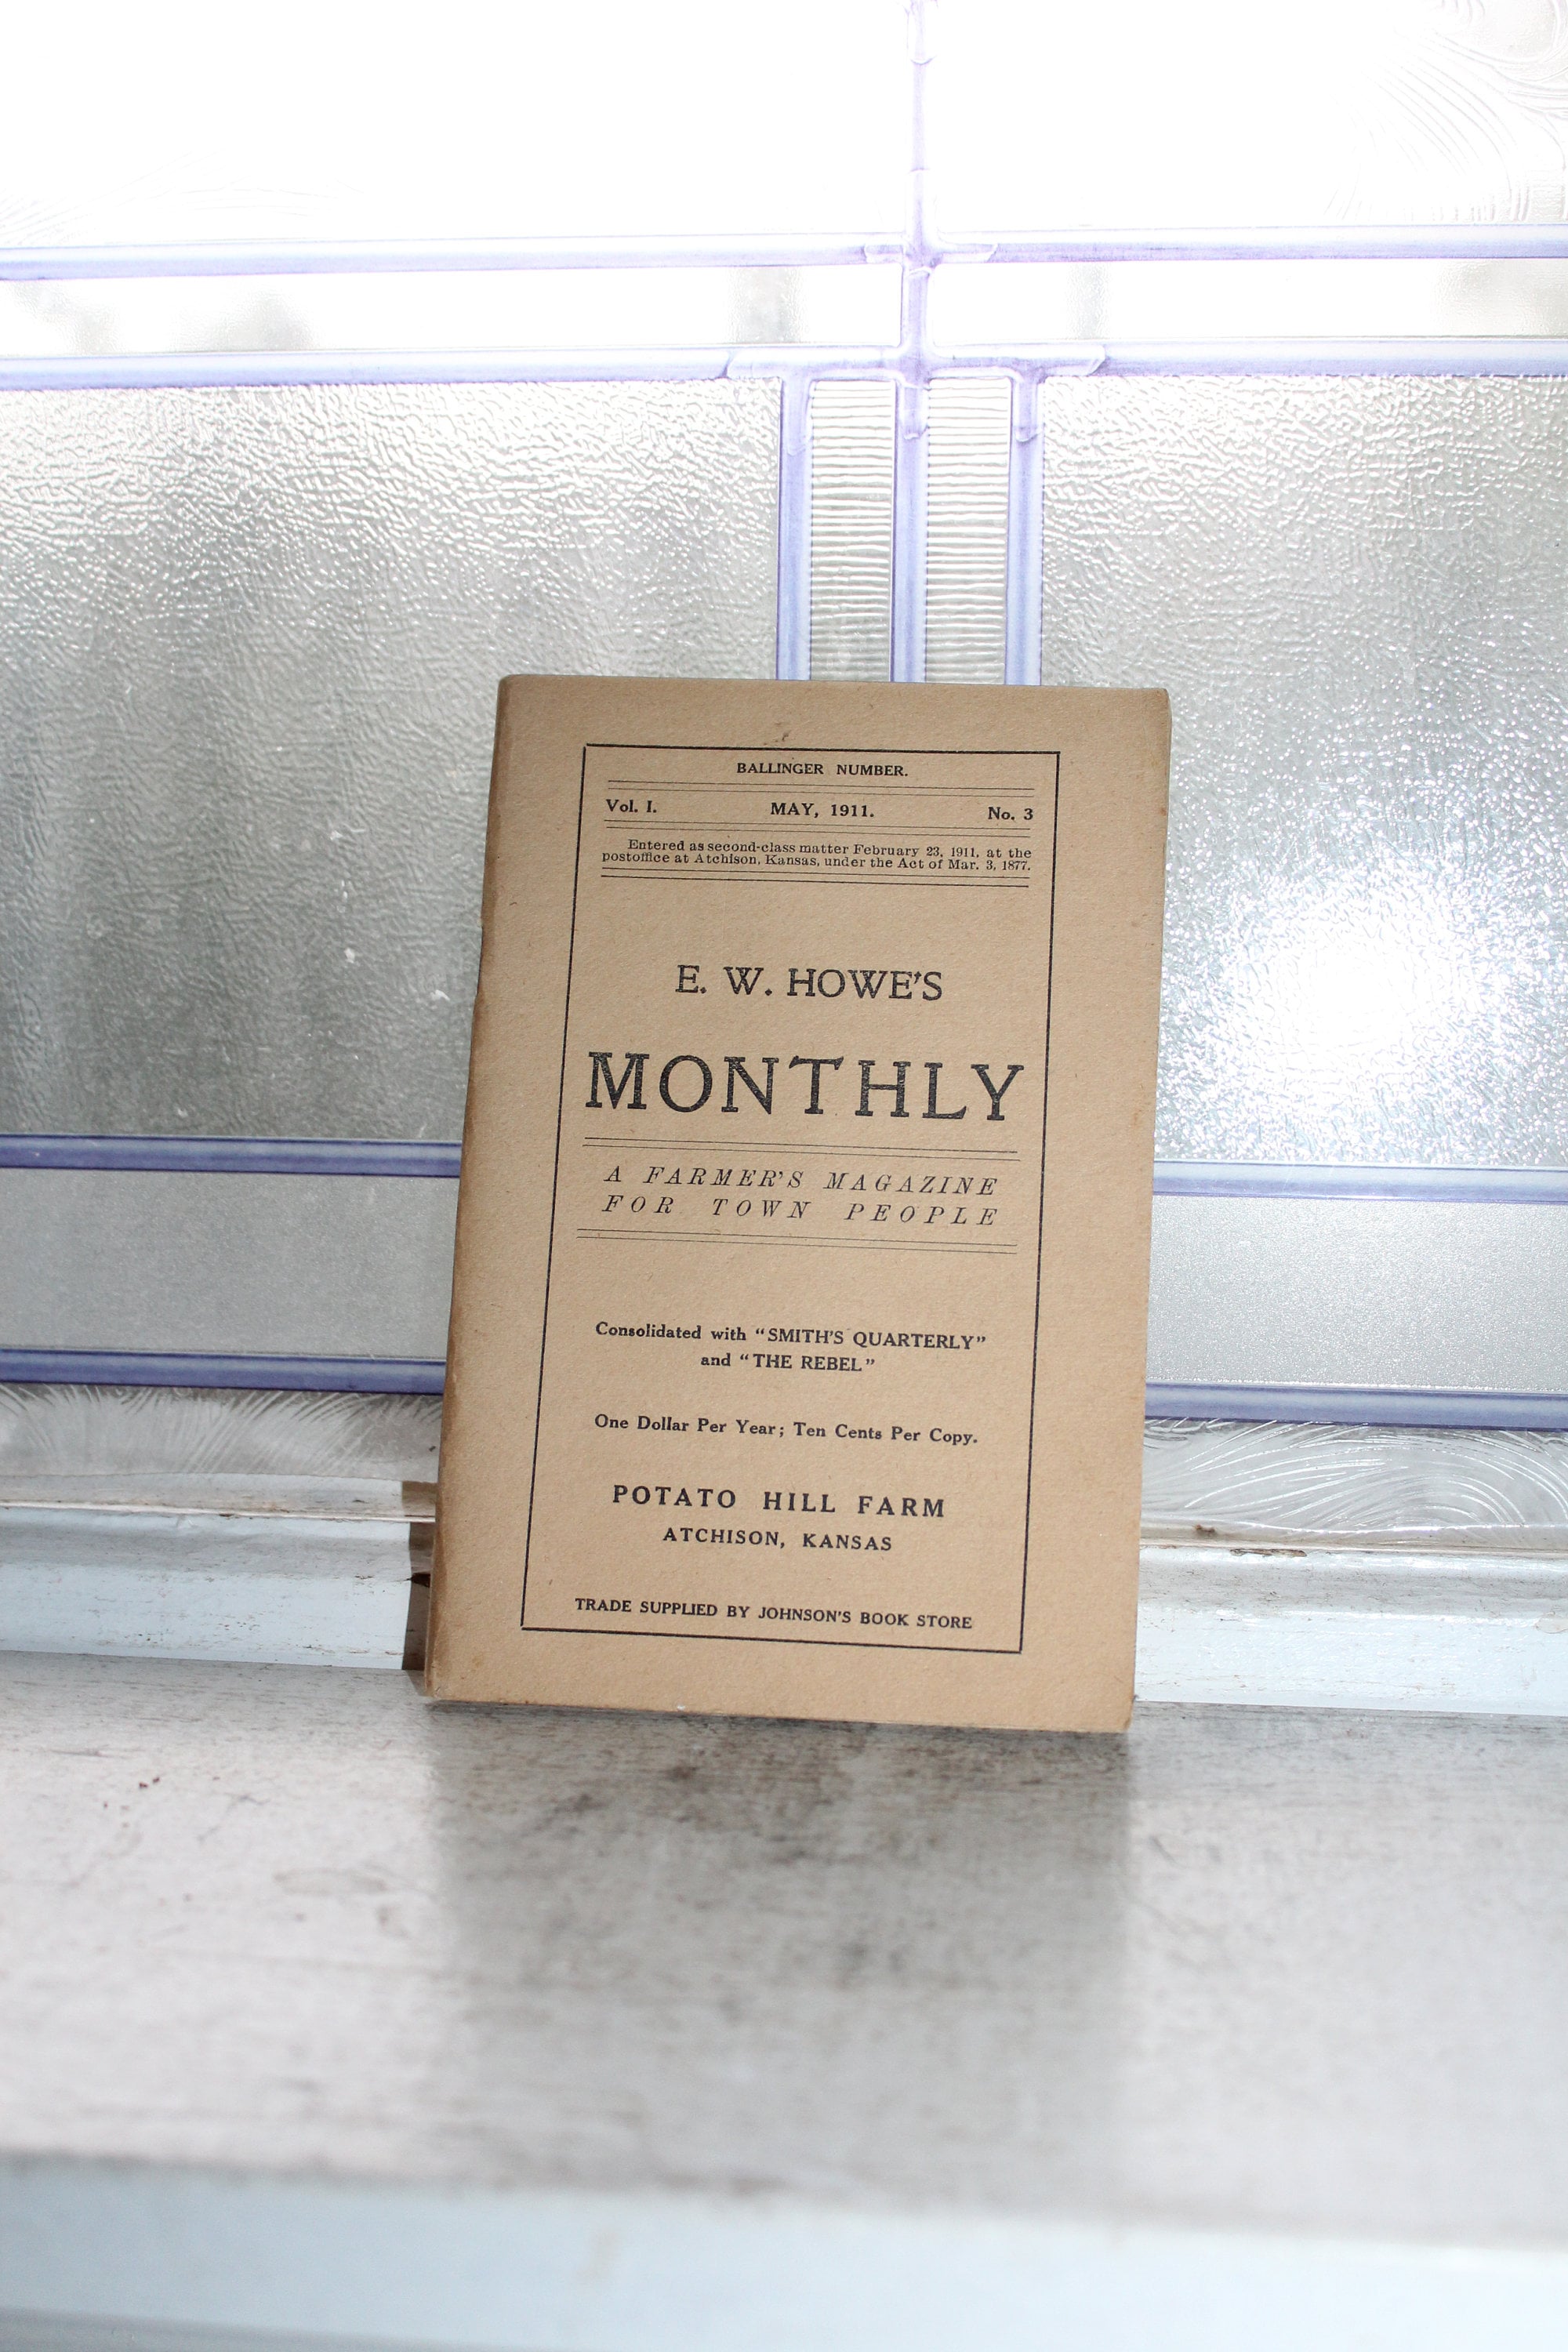 BALLINGER NUMBER.
Vol. I. MAY, 1911. No. 3
Entered as second-class matter February 23, 1911, at the
postoffice at Atchison, Kansas, under the Act of Mar. 3, 1877.
E. W. HOWE'S
MONTHLY
A FARMER'S MAGAZINE
FOR TOWN PEOPLE
Consolidated with "SMITH'S QUARTERLY"
and "THE REBEL"
One Dollar Per Year; Ten Cents Per Copy.
POTATO HILL FARM
ATCHISON, KANSAS
TRADE SUPPLIED BY JOHNSON'S BOOK STORE